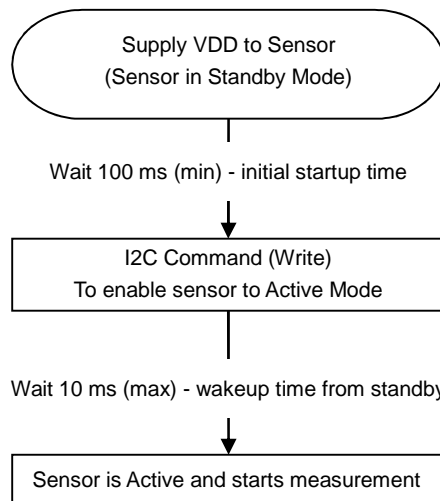 Supply VDD to Sensor
(Sensor in Standby Mode)
Wait 100 ms (min) - initial startup time
I2C Command (Write)
To enable sensor to Active Mode
Wait 10 ms (max) - wakeup time from standby
Sensor is Active and starts measurement